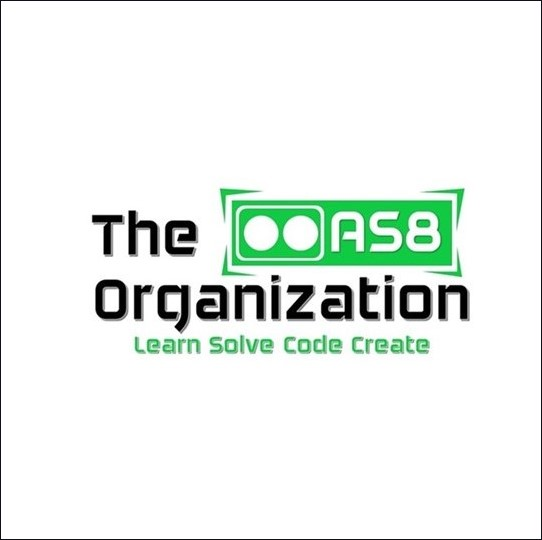 The AS8
Organization
Learn Solve Code Create